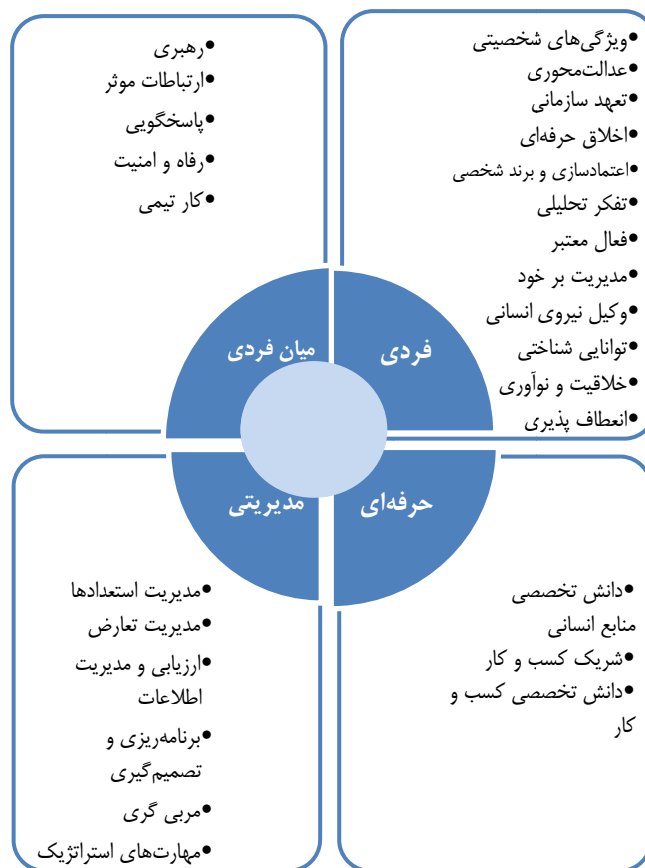 •ویژگی‌های شخصیتی
•عدالت‌محوری
•تعهد سازمانی
•اخلاق حرفه‌ای
•اعتمادسازی و برند شخصی
•تفکر تحلیلی
•فعال معتبر
•مدیریت بر خود
•وکیل نیروی انسانی
•توانایی شناختی
•خلاقیت و نوآوری
•انعطاف پذیری
•رهبری
•ارتباطات موثر
•پاسخگویی
•رفاه و امنیت
•کار تیمی
فردی
میان فردی
حرفه‌ای
مدیریتی
•دانش تخصصی
منابع انسانی
•شریک کسب و کار
•دانش تخصصی کسب و
کار
•مدیریت استعدادها
•مدیریت تعارض
•ارزیابی و مدیریت
اطلاعات
•برنامه‌ریزی و
تصمیم‌گیری
•مربی گری
•مهارت‌های استراتژیک